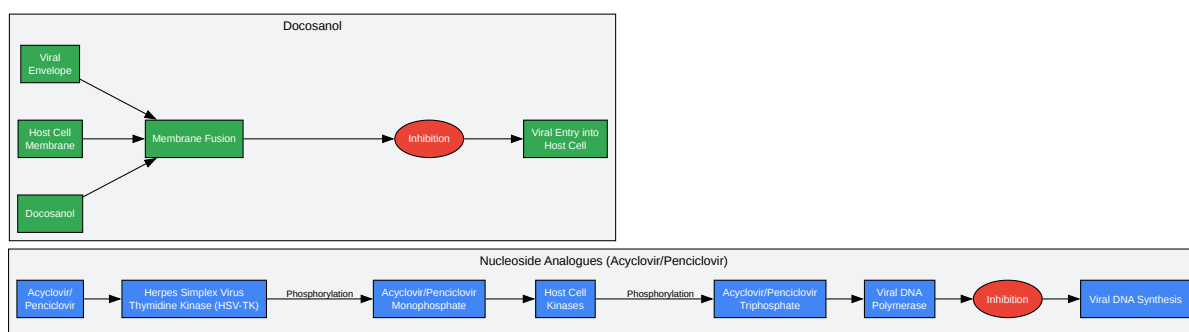 Docosanol
Viral
Envelope
Host Cell
Membrane
Membrane Fusion
Inhibition
Viral Entry into
Host Cell
Docosanol
Nucleoside Analogues (Acyclovir/Penciclovir)
Acyclovir/
Penciclovir
Herpes Simplex Virus
Thymidine Kinase (HSV-TK)
Phosphorylation
Acyclovir/Penciclovir
Monophosphate
Host Cell
Kinases
Phosphorylation
Acyclovir/Penciclovir
Triphosphate
Viral DNA
Polymerase
Inhibition
Viral DNA Synthesis